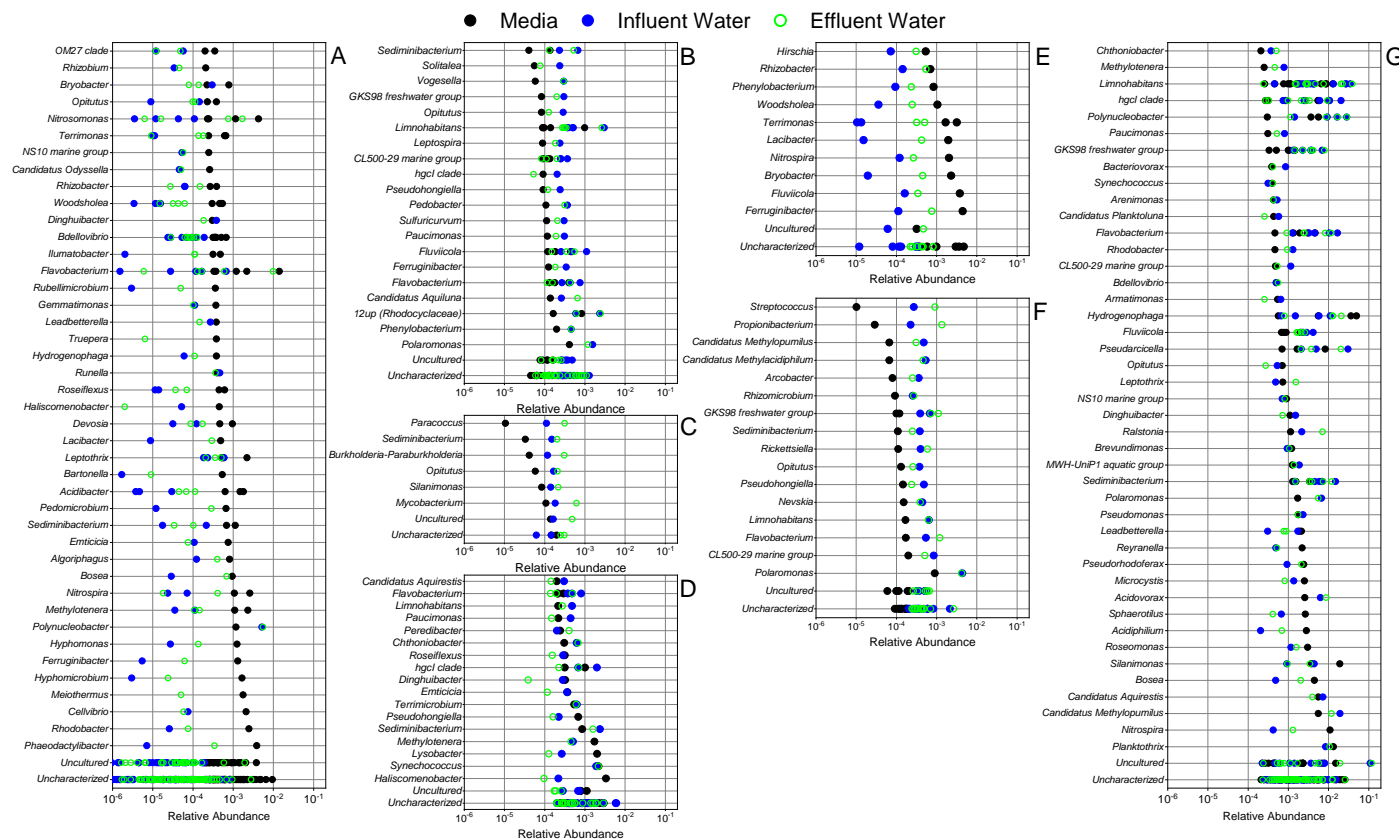 Media Influent Water Effluent Water
A
OM27 clade
Rhizobium
Bryobacter
Opitutus
Nitrosomonas
Terrimonas
NS10 marine group
Candidatus Odyssella
Rhizobacter
Woodsholea
Dinghuibacter
Bdellovibrio
Ilumatobacter
Flavobacterium
Rubellimicrobium
Gemmatimonas
Leadbetterella
Truepera
Hydrogenophaga
Runella
Roseiflexus
Haliscomenobacter
Devosia
Lacibacter
Leptothrix
Bartonella
Acidibacter
Pedomicrobium
Sediminibacterium
Emticicia
Algoriphagus
Bosea
Nitrospira
Methylotenera
Polynucleobacter
Hyphomonas
Ferruginibacter
Hyphomicrobium
Meiothermus
Cellvibrio
Rhodobacter
Phaeodactylibacter
Uncultured
Uncharacterized
10-6 10-5 10-4 10-3 10-2 10-1
Relative Abundance
B
Sediminibacterium
Solitalea
Vogesella
GKS98 freshwater group
Opitutus
Limnohabitans
Leptospira
CL500-29 marine group
hgcl clade
Pseudohongiella
Pedobacter
Sulfuricurvum
Paucimonas
Fluviicola
Ferruginibacter
Flavobacterium
Candidatus Aquiluna
12up (Rhodocyclaceae)
Phenylobacterium
Polaromonas
Uncultured
Uncharacterized
10-6 10-5 10-4 10-3 10-2 10-1
Relative Abundance
C
Paracoccus
Sediminibacterium
Burkholderia-Paraburkholderia
Opitutus
Silanimonas
Mycobacterium
Uncultured
Uncharacterized
10-6 10-5 10-4 10-3 10-2 10-1
Relative Abundance
D
Candidatus Aquirestis
Flavobacterium
Limnohabitans
Paucimonas
Peredibacter
Chthoniobacter
Roseiflexus
hgcl clade
Dinghuibacter
Emticicia
Terrimicrobium
Pseudohongiella
Sediminibacterium
Methylotenera
Lysobacter
Synechococcus
Haliscomenobacter
Uncultured
Uncharacterized
10-6 10-5 10-4 10-3 10-2 10-1
Relative Abundance
E
Hirschia
Rhizobacter
Phenylobacterium
Woodsholea
Terrimonas
Lacibacter
Nitrospira
Bryobacter
Fluviicola
Ferruginibacter
Uncultured
Uncharacterized
10-6 10-5 10-4 10-3 10-2 10-1
Relative Abundance
F
Streptococcus
Propionibacterium
Candidatus Methylopumilus
Candidatus Methylacidiphilum
Arcobacter
Rhizomicrobium
GKS98 freshwater group
Sediminibacterium
Rickettsiella
Opitutus
Pseudohongiella
Nevskia
Limnohabitans
Flavobacterium
CL500-29 marine group
Polaromonas
Uncultured
Uncharacterized
10-6 10-5 10-4 10-3 10-2 10-1
Relative Abundance
G
Chthoniobacter
Methylotenera
Limnohabitans
hgcl clade
Polynucleobacter
Paucimonas
GKS98 freshwater group
Bacteriovorax
Synechococcus
Arenimonas
Candidatus Planktoluna
Flavobacterium
Rhodobacter
CL500-29 marine group
Bdellovibrio
Armatimonas
Hydrogenophaga
Fluviicola
Pseudarcicella
Opitutus
Leptothrix
NS10 marine group
Dinghuibacter
Ralstonia
Brevundimonas
MWH-UniP1 aquatic group
Sediminibacterium
Polaromonas
Pseudomonas
Leadbetterella
Reyranella
Pseudorhodoferax
Microcystis
Acidovorax
Sphaerotilus
Acidiphilium
Roseomonas
Silanimonas
Bosea
Candidatus Aquirestis
Candidatus Methylopumilus
Nitrospira
Planktothrix
Uncultured
Uncharacterized
10-6 10-5 10-4 10-3 10-2 10-1
Relative Abundance